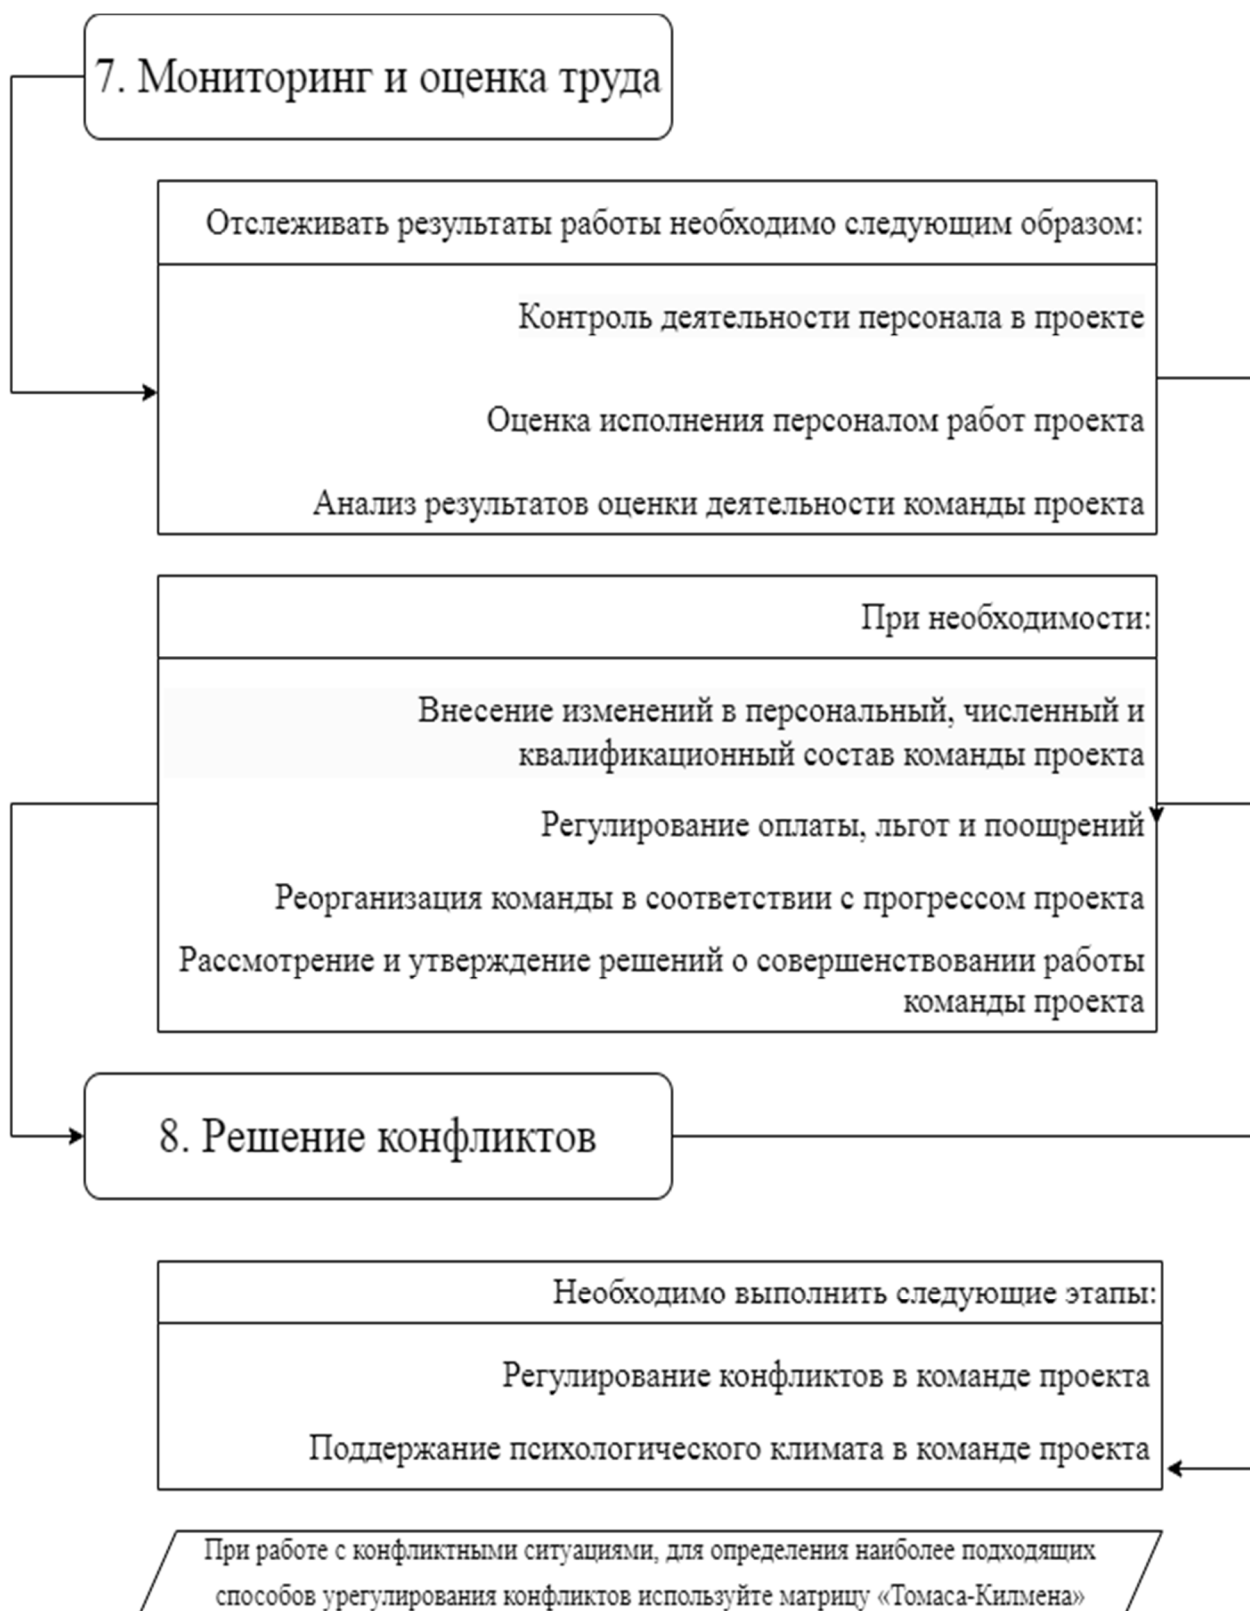 7. Мониторинг и оценка труда
Отслеживать результаты работы необходимо следующим образом:
Контроль деятельности персонала в проекте
Оценка исполнения персоналом работ проекта
Анализ результатов оценки деятельности команды проекта
При необходимости:
Внесение изменений в персональный, численный и
квалификационный состав команды проекта
Регулирование оплаты, льгот и поощрений
Реорганизация команды в соответствии с прогрессом проекта
Рассмотрение и утверждение решений о совершенствовании работы
команды проекта
8. Решение конфликтов
Необходимо выполнить следующие этапы:
Регулирование конфликтов в команде проекта
Поддержание психологического климата в команде проекта
При работе с конфликтными ситуациями, для определения наиболее подходящих
способов урегулирования конфликтов используйте матрицу «Томаса-Килмена»